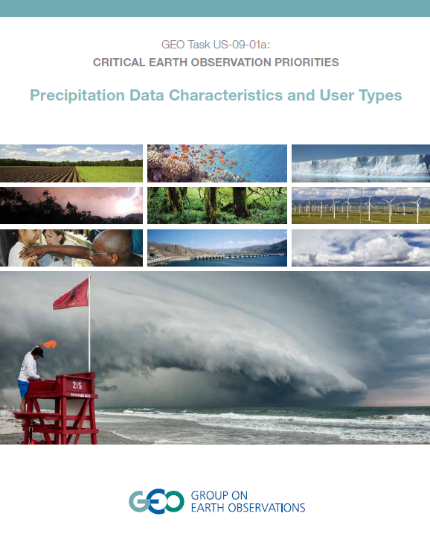 GEO Task US-09-01a:
CRITICAL EARTH OBSERVATION PRIORITIES
Precipitation Data Characteristics and User Types
GEO
GROUP ON
EARTH OBSERVATIONS